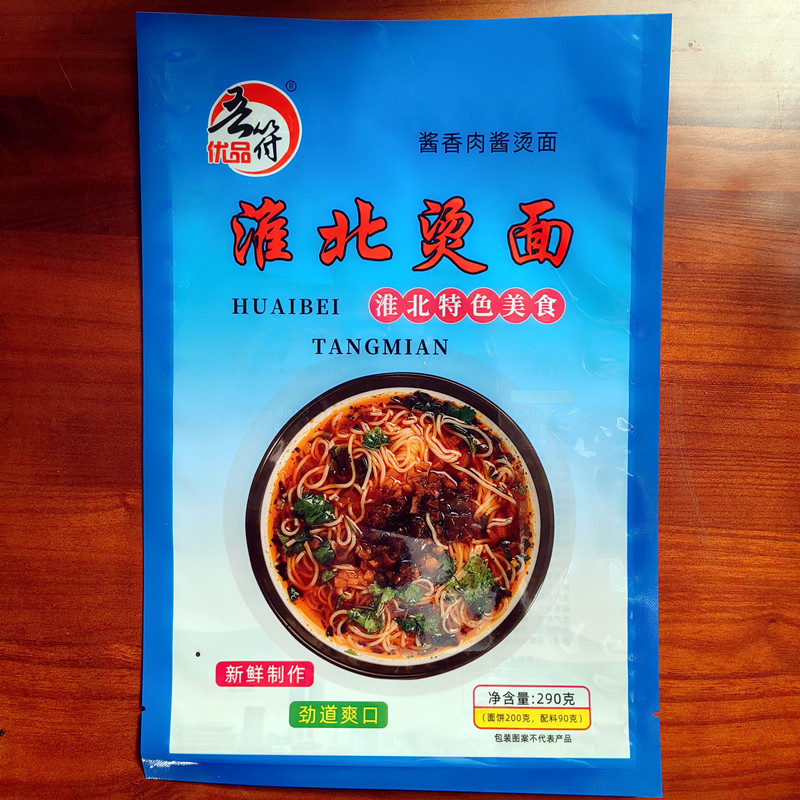 吾符
®
优品
酱香肉酱烫面
淮北烫面
HUAIBEI
淮北特色美食
TANGMIAN
新鲜制作
劲道爽口
净含量:290克
(面饼200克，配料90克)
包装图案不代表产品